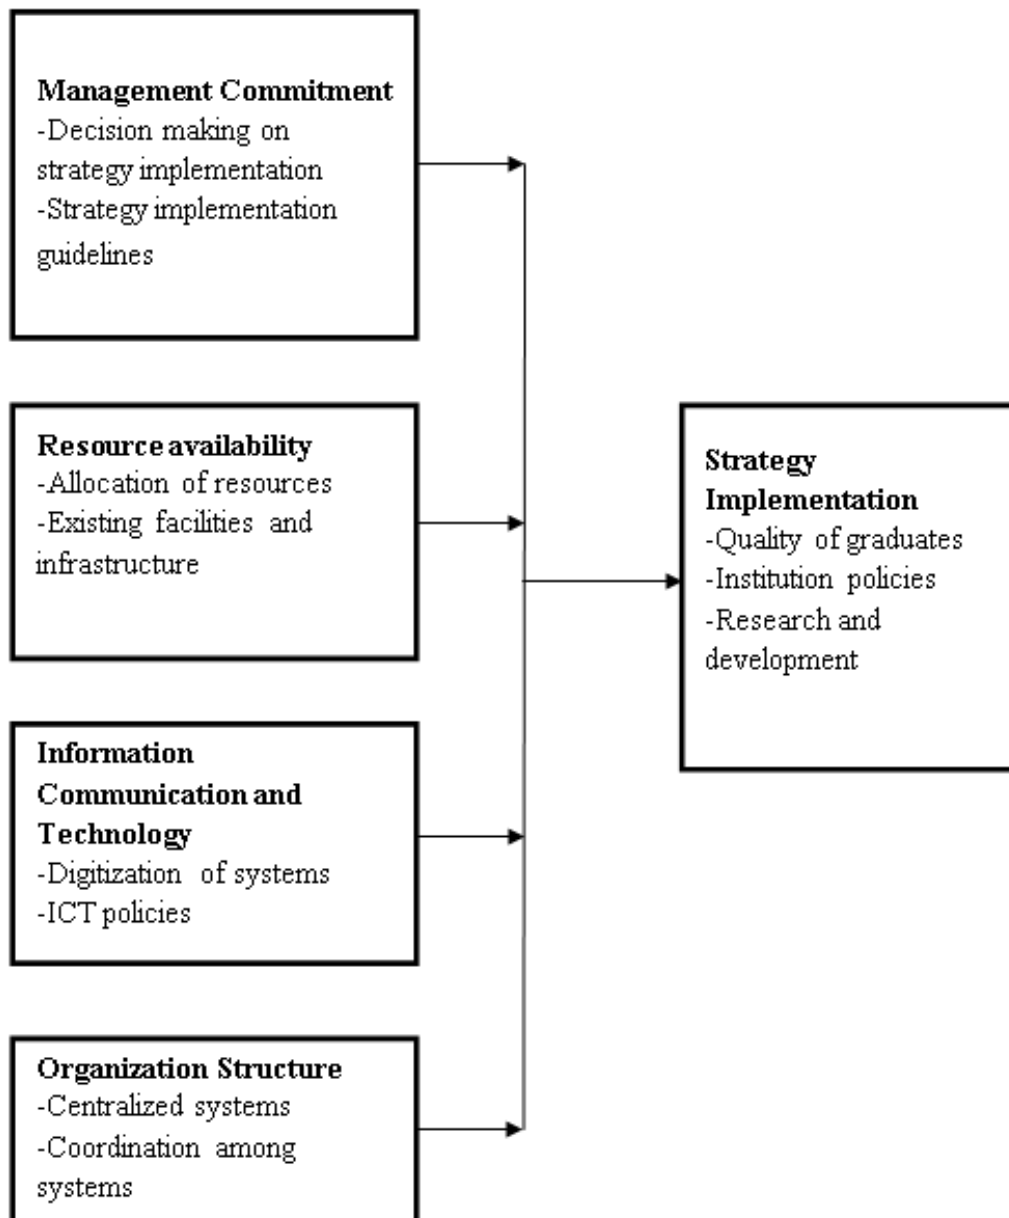 Management Commitment
-Decision making on
strategy implementation
-Strategy implementation
guidelines
Resource availability
-Allocation of resources
-Existing facilities and
infrastructure
Information
Communication and
Technology
-Digitization of systems
-ICT policies
Organization Structure
-Centralized systems
-Coordination among
systems
Strategy
Implementation
-Quality of graduates
-Institution policies
-Research and
development